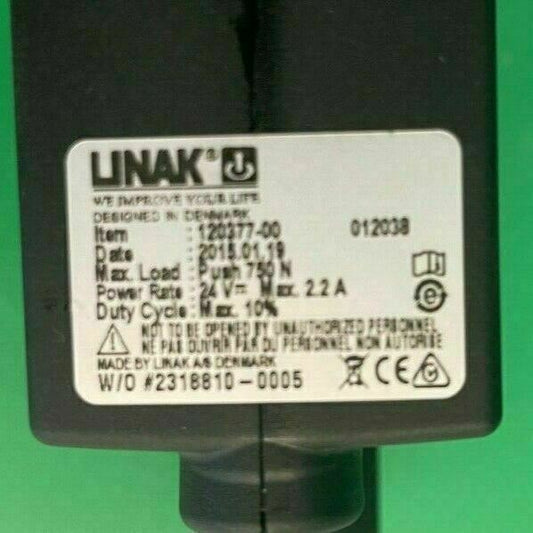 LINAK®
WE IMPROVE YOUR LIFE
DESIGNED IN DENMARK
Item : 120377-00 012038
Date : 2015.01.19
Max. Load : Push 750 N
Power Rate : 24 V⎓ Max. 2.2 A
Duty Cycle : Max. 10%
NOT TO BE OPENED BY UNAUTHORIZED PERSONNEL
NE PAS OUVRIR PAR DU PERSONNEL NON AUTORISE
MADE BY LINAK A/S DENMARK
W/O #2318810-0005 CE